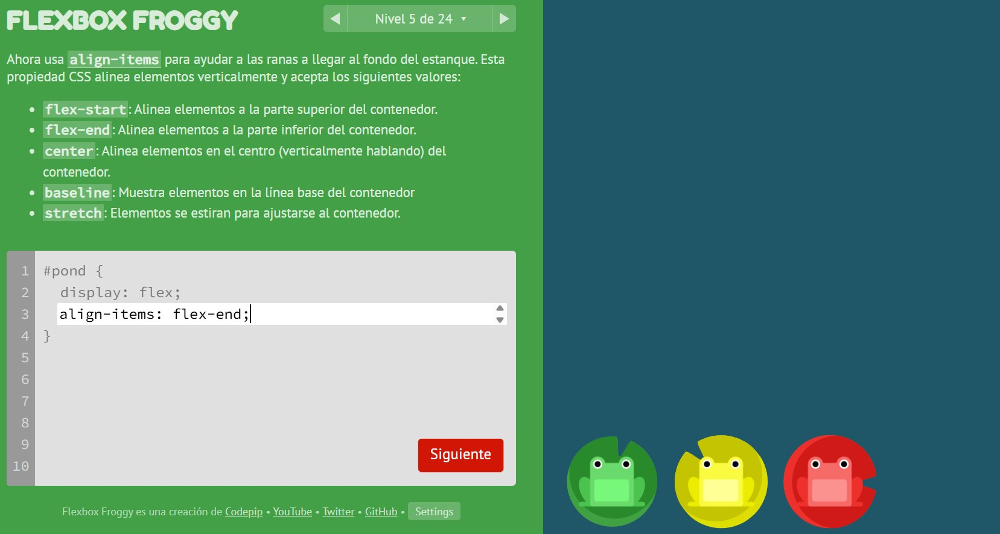 FLEXBOX FROGGY
Nivel 5 de 24
Ahora usa align-items para ayudar a las ranas a llegar al fondo del estanque. Esta
propiedad CSS alinea elementos verticalmente y acepta los siguientes valores:
flex-start: Alinea elementos a la parte superior del contenedor.
flex-end: Alinea elementos a la parte inferior del contenedor.
center: Alinea elementos en el centro (verticalmente hablando) del
contenedor.
baseline: Muestra elementos en la línea base del contenedor
stretch: Elementos se estiran para ajustarse al contenedor.
1 #pond {
2 display: flex;
3 align-items: flex-end;
4 }
5
6
7
8
9
10
Siguiente
Flexbox Froggy es una creación de Codepip • YouTube • Twitter • GitHub • Settings